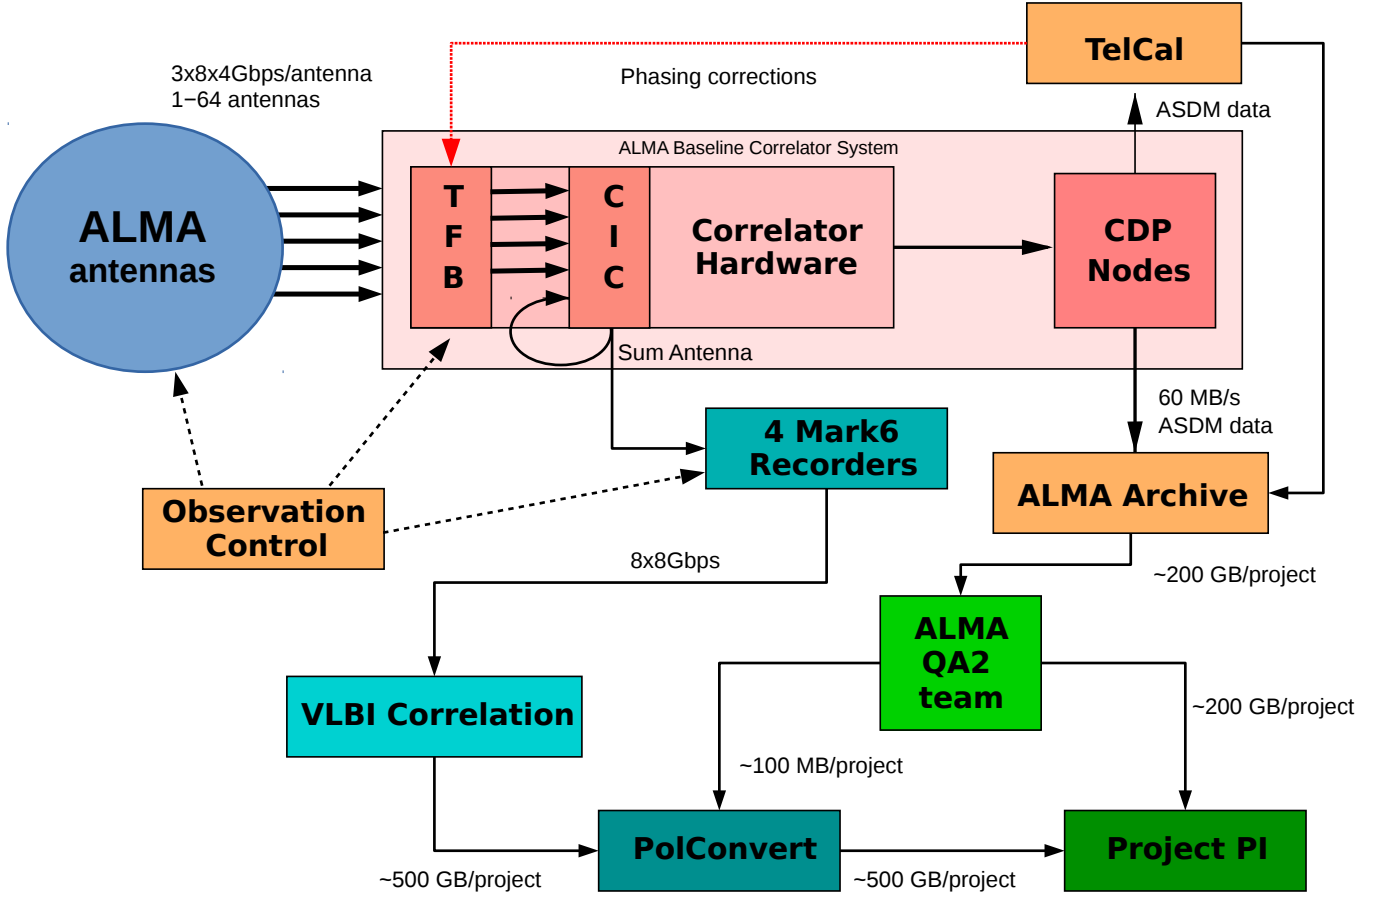 TelCal
3x8x4Gbps/antenna
1−64 antennas
Phasing corrections
ASDM data
ALMA Baseline Correlator System
ALMA
antennas
T
F
B
C
I
C
Correlator
Hardware
CDP
Nodes
Sum Antenna
60 MB/s
ASDM data
4 Mark6
Recorders
ALMA Archive
Observation
Control
8x8Gbps
~200 GB/project
ALMA
QA2
team
VLBI Correlation
~200 GB/project
~100 MB/project
PolConvert
Project PI
~500 GB/project
~500 GB/project